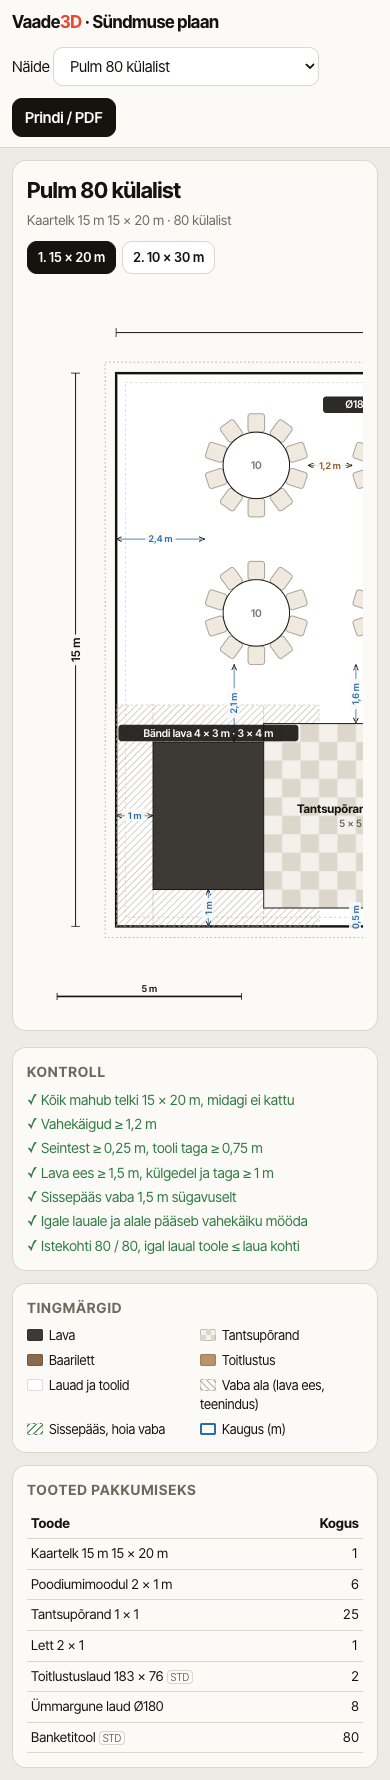 Vaade3D · Sündmuse plaan
Näide Pulm 80 külalist
Prindi / PDF
Pulm 80 külalist
Kaartelk 15 m 15 × 20 m · 80 külalist
1. 15 × 20 m 2. 10 × 30 m
Ø18
10
1,2 m
2,4 m
10
15 m
2,1 m
1,6 m
Bändi lava 4 × 3 m · 3 × 4 m
Tantsupõran
5 × 5
1 m
1 m
0,5 m
5 m
KONTROLL
✓ Kõik mahub telki 15 × 20 m, midagi ei kattu
✓ Vahekäigud ≥ 1,2 m
✓ Seintest ≥ 0,25 m, tooli taga ≥ 0,75 m
✓ Lava ees ≥ 1,5 m, külgedel ja taga ≥ 1 m
✓ Sissepääs vaba 1,5 m sügavuselt
✓ Igale lauale ja alale pääseb vahekäiku mööda
✓ Istekohti 80 / 80, igal laual toole ≤ laua kohti
TINGMÄRGID
Lava Tantsupõrand
Baarilett Toitlustus
Lauad ja toolid Vaba ala (lava ees,
teenindus)
Sissepääs, hoia vaba Kaugus (m)
TOOTED PAKKUMISEKS
Toode Kogus
Kaartelk 15 m 15 × 20 m 1
Poodiumimoodul 2 × 1 m 6
Tantsupõrand 1 × 1 25
Lett 2 × 1 1
Toitlustuslaud 183 × 76 STD 2
Ümmargune laud Ø180 8
Banketitool STD 80